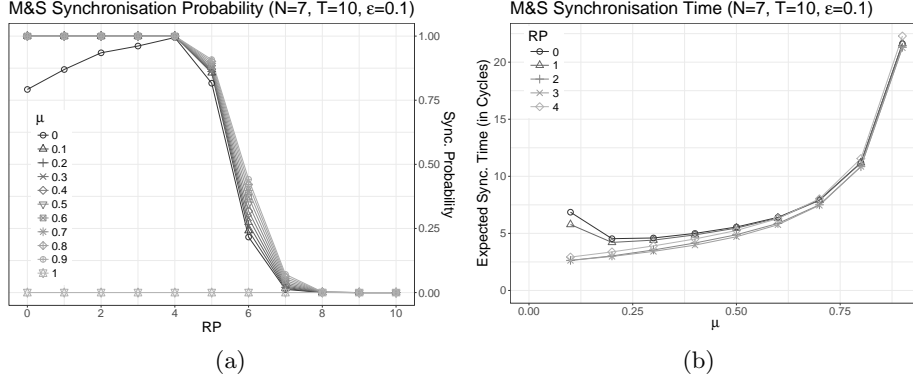 M&S Synchronisation Probability (N=7, T=10, ε=0.1)
1.00
0.75
0.50
0.25
0.00
Sync. Probability
μ
0
0.1
0.2
0.3
0.4
0.5
0.6
0.7
0.8
0.9
1
0 2 4 6 8 10
RP
(a)
M&S Synchronisation Time (N=7, T=10, ε=0.1)
Expected Sync. Time (in Cycles)
20
15
10
5
0
RP
0
1
2
3
4
0.00 0.25 0.50 0.75
μ
(b)